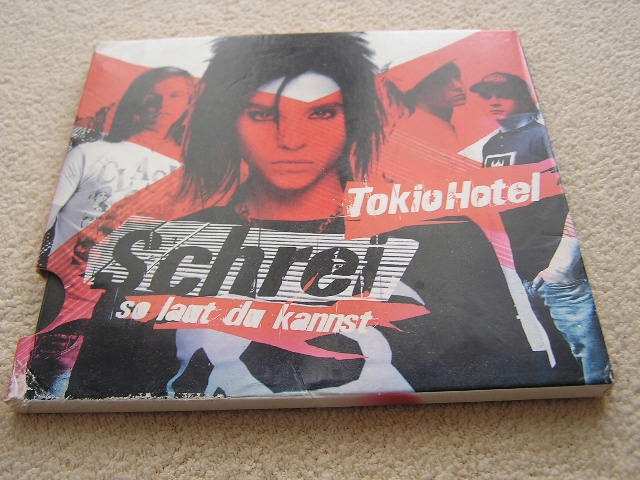 Tokio Hotel
Schrei
so laut du kannst